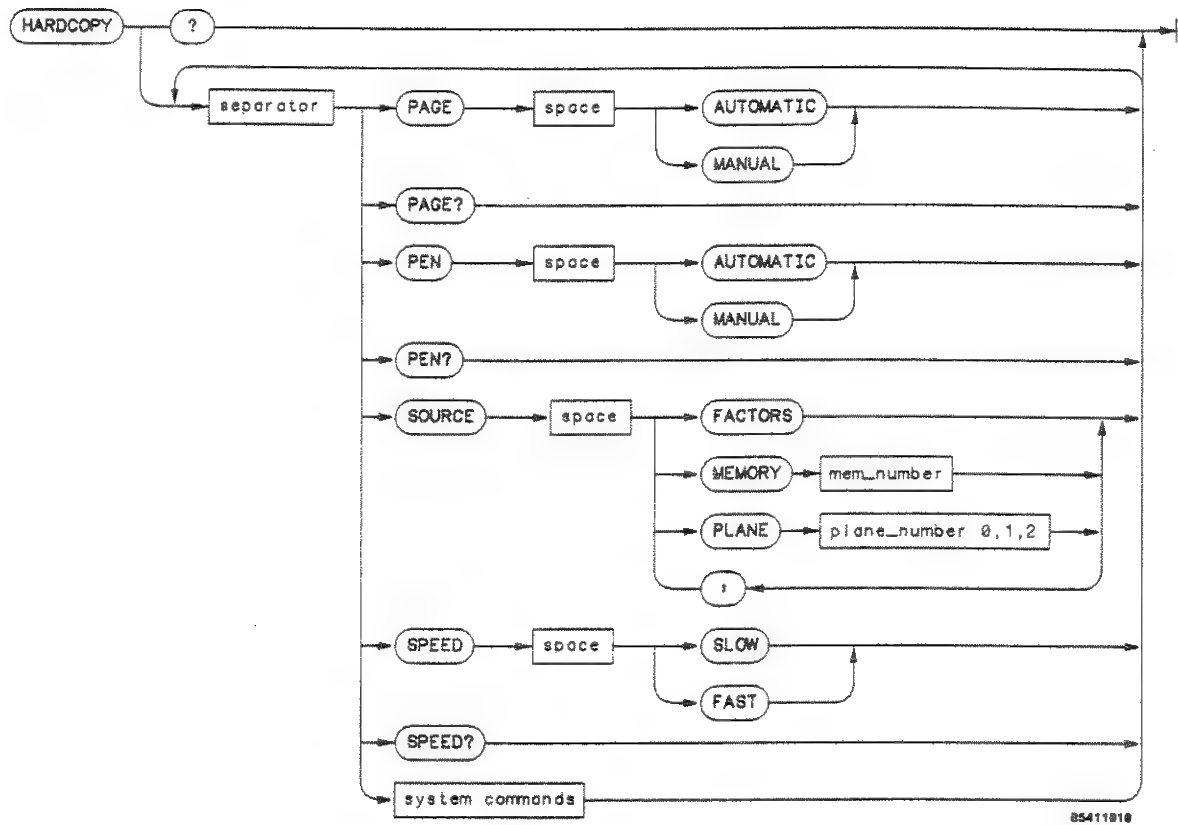 HARDCOPY ?
separator PAGE space AUTOMATIC
MANUAL
PAGE?
PEN space AUTOMATIC
MANUAL
PEN?
SOURCE space FACTORS
MEMORY mem_number
PLANE plane_number 0,1,2
,
SPEED space SLOW
FAST
SPEED?
system commands